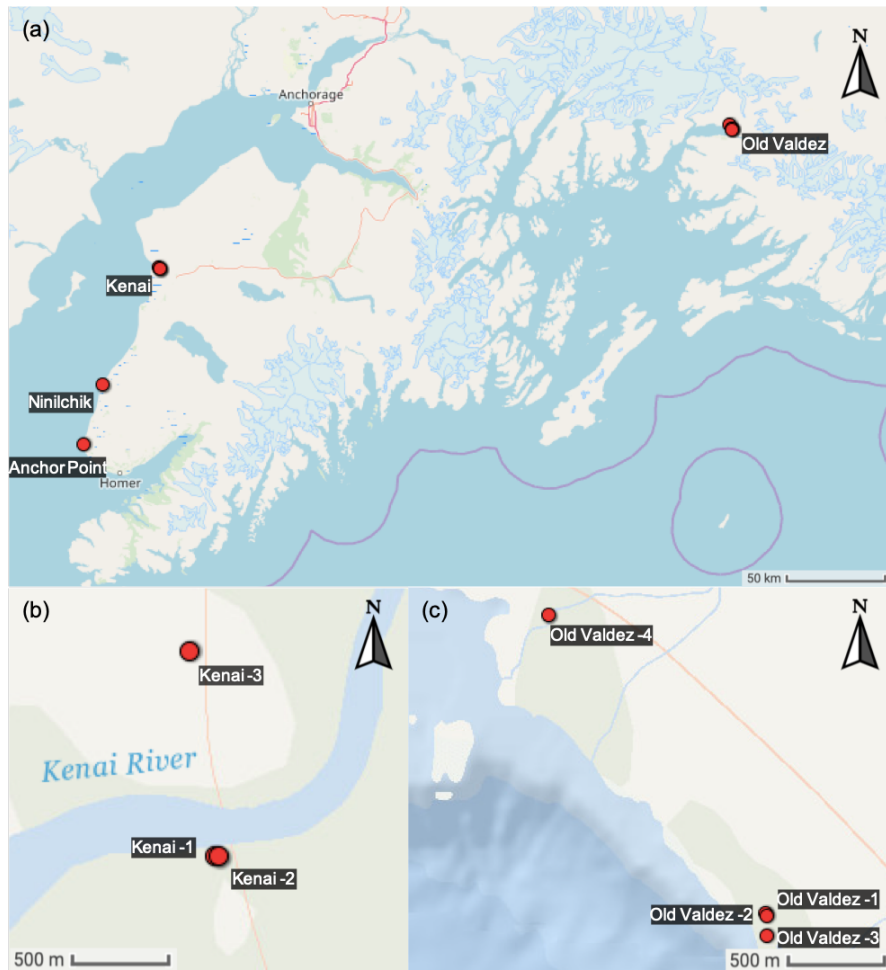 (a)
N
Anchorage
Old Valdez
Kenai
Ninilchik
Anchor Point
Homer
50 km
(b)
N
Kenai -3
Kenai River
Kenai -1
Kenai -2
500 m
(c)
N
Old Valdez -4
Old Valdez -1
Old Valdez -2
Old Valdez -3
500 m